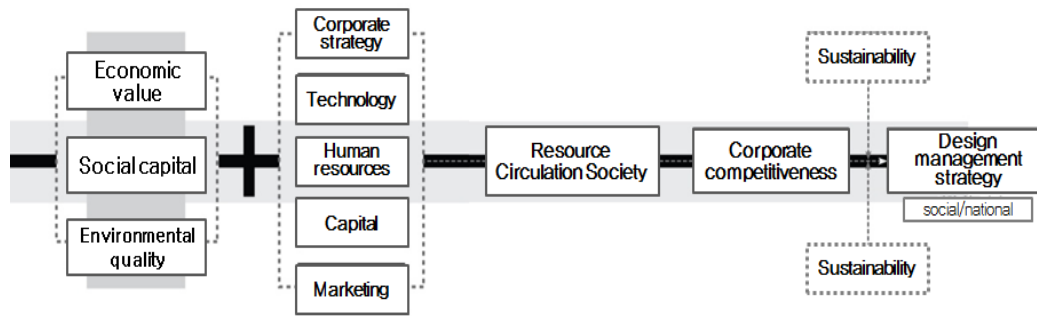 Economic
value
Social capital
Environmental
quality
Corporate
strategy
Technology
Human
resources
Capital
Marketing
Resource
Circulation Society
Corporate
competitiveness
Sustainability
Design
management
strategy
social/national
Sustainability